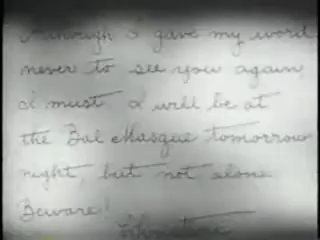 Although I gave my word
never to see you again,
I must. I will be at
the Bal Masque tomorrow
night, but not alone.
Beware!
Christine